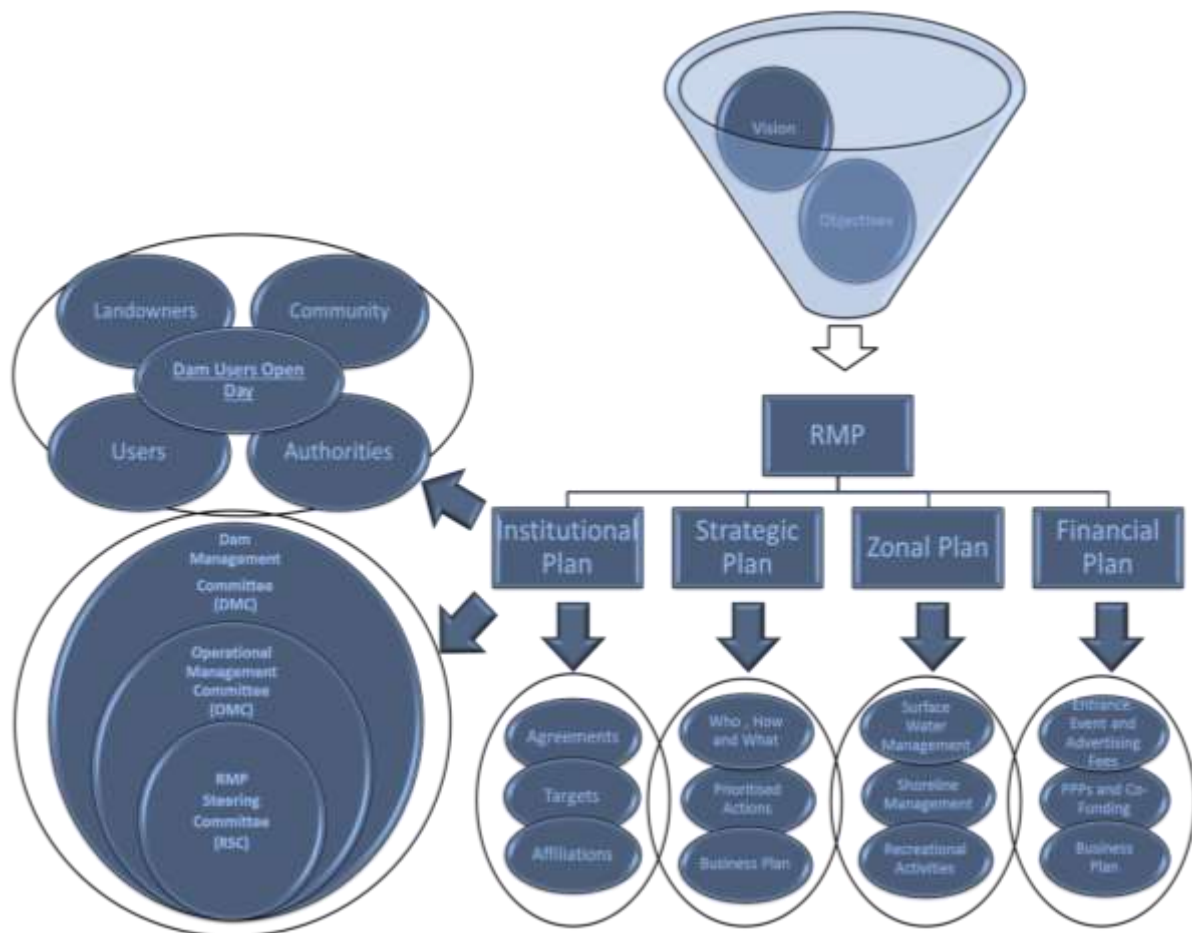 Vision
Objectives
Landowners
Community
Dam Users Open
Day
Users
Authorities
RMP
Institutional
Plan
Strategic
Plan
Zonal Plan
Financial
Plan
Dam
Management
Committee
(DMC)
Operational
Management
Committee
(OMC)
RMP
Steering
Committee
(RSC)
Agreements
Targets
Affiliations
Who , How
and What
Prioritised
Actions
Business Plan
Surface
Water
Management
Shoreline
Management
Recreational
Activities
Entrance
Event and
Advertising
Fees
PPPs and Co-
Funding
Business
Plan